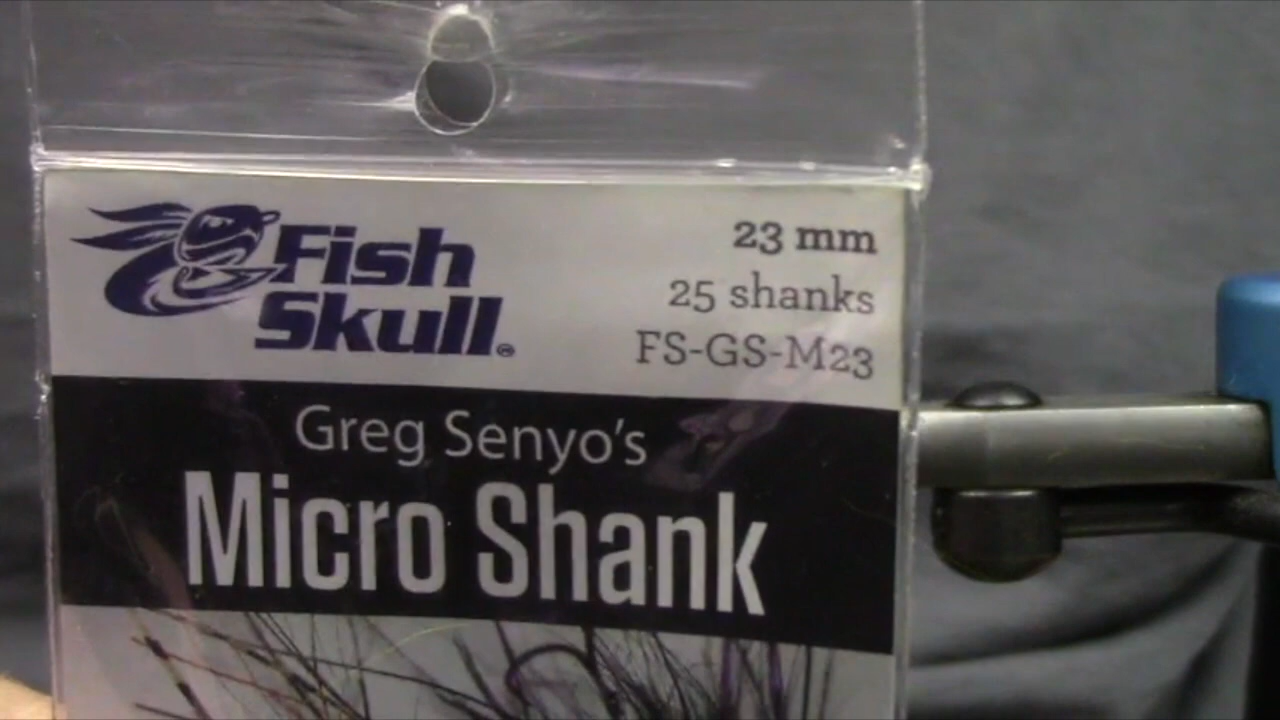 Fish
Skull®
23 mm
25 shanks
FS-GS-M23
Greg Senyo's
Micro Shank